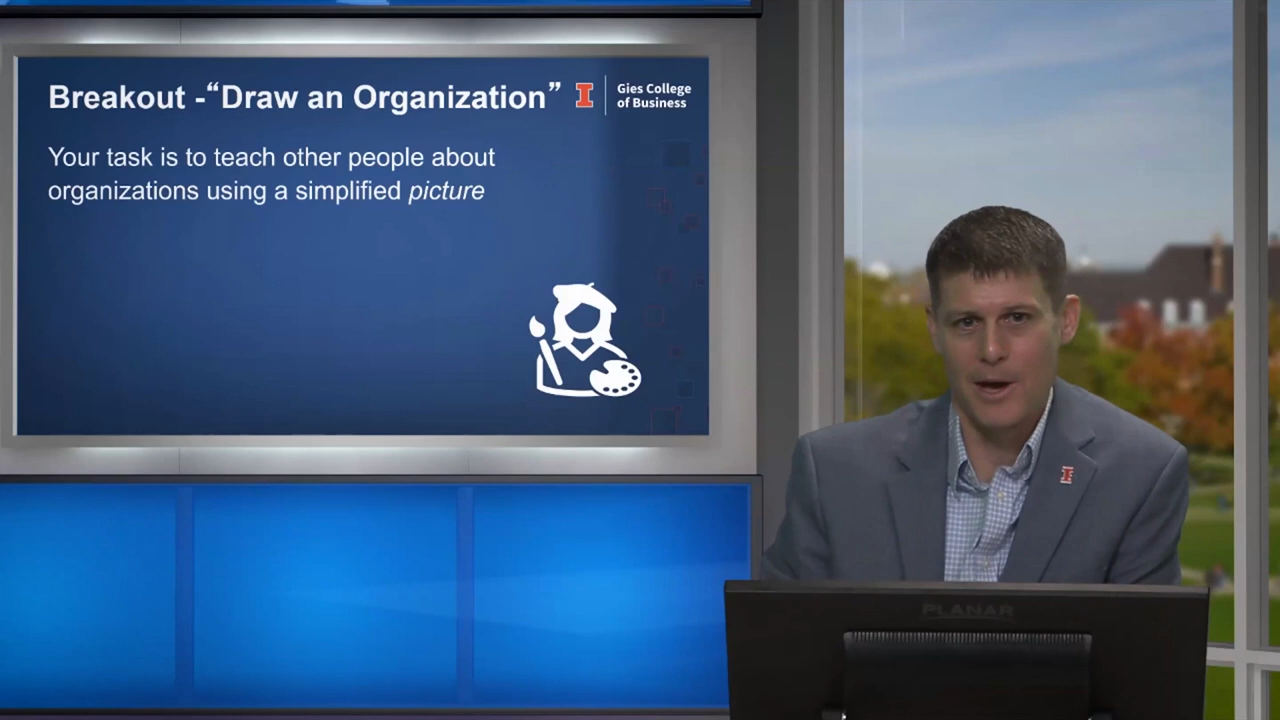 Breakout -“Draw an Organization”
Gies College
of Business
Your task is to teach other people about
organizations using a simplified picture
PLANAR